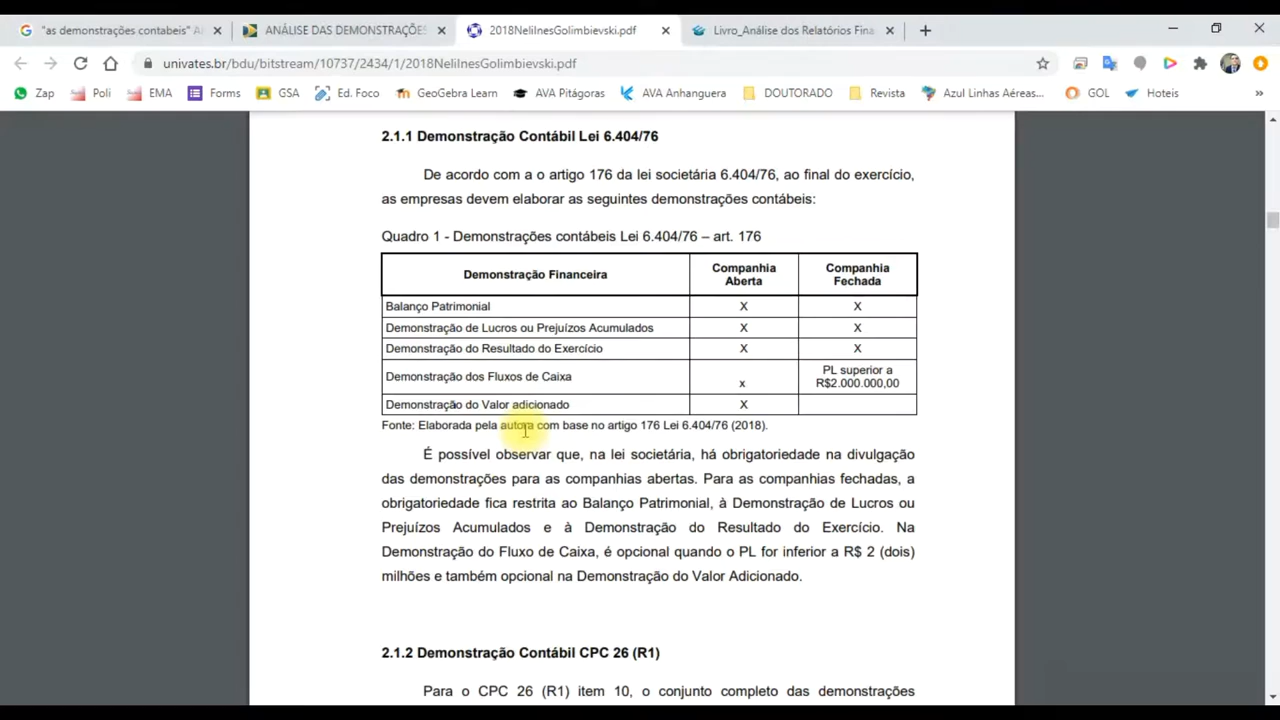 "as demonstrações contabeis" A
ANÁLISE DAS DEMONSTRAÇÕES
2018NeliInesGolimbievski.pdf
Livro_Análise dos Relatórios Fina
univates.br/bdu/bitstream/10737/2434/1/2018NeliInesGolimbievski.pdf
Zap Poli EMA Forms GSA Ed. Foco GeoGebra Learn AVA Pitágoras AVA Anhanguera DOUTORADO Revista Azul Linhas Aéreas... GOL Hoteis »
2.1.1 Demonstração Contábil Lei 6.404/76
De acordo com a o artigo 176 da lei societária 6.404/76, ao final do exercício,
as empresas devem elaborar as seguintes demonstrações contábeis:
Quadro 1 - Demonstrações contábeis Lei 6.404/76 – art. 176
Demonstração Financeira
Companhia
Aberta
Companhia
Fechada
Balanço Patrimonial X X
Demonstração de Lucros ou Prejuízos Acumulados X X
Demonstração do Resultado do Exercício X X
Demonstração dos Fluxos de Caixa x
PL superior a
R$2.000.000,00
Demonstração do Valor adicionado X
Fonte: Elaborada pela autora com base no artigo 176 Lei 6.404/76 (2018).
É possível observar que, na lei societária, há obrigatoriedade na divulgação
das demonstrações para as companhias abertas. Para as companhias fechadas, a
obrigatoriedade fica restrita ao Balanço Patrimonial, à Demonstração de Lucros ou
Prejuízos Acumulados e à Demonstração do Resultado do Exercício. Na
Demonstração do Fluxo de Caixa, é opcional quando o PL for inferior a R$ 2 (dois)
milhões e também opcional na Demonstração do Valor Adicionado.
2.1.2 Demonstração Contábil CPC 26 (R1)
Para o CPC 26 (R1) item 10, o conjunto completo das demonstrações